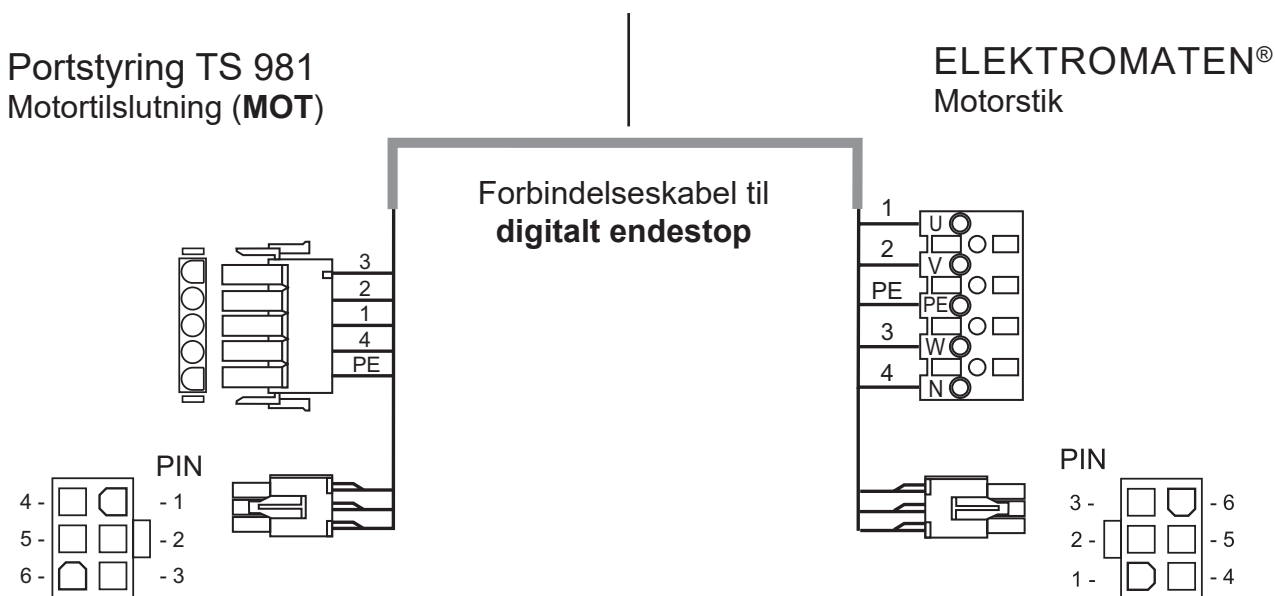 Portstyring TS 981
Motortilslutning (MOT)
ELEKTROMATEN®
Motorstik
Forbindelseskabel til
digitalt endestop
3
2
1
4
PE
1
2
PE
3
4
U
V
PE
W
N
PIN
4 - - 1
5 - - 2
6 - - 3
PIN
3 - - 6
2 - - 5
1 - - 4